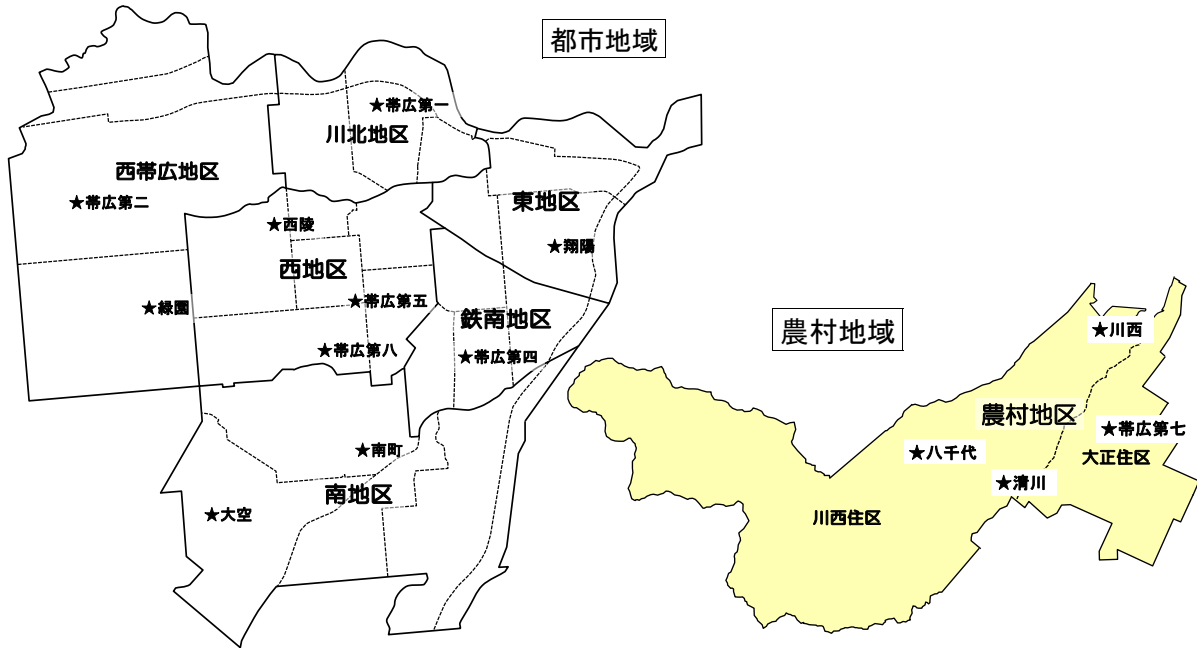 都市地域
★帯広第一
川北地区
西帯広地区
★帯広第二
東地区
★西陵
★翔陽
西地区
★緑園
★帯広第五
鉄南地区
★帯広第八
★帯広第四
★南町
南地区
★大空
農村地域
★川西
農村地区
★帯広第七
★八千代
大正住区
★清川
川西住区